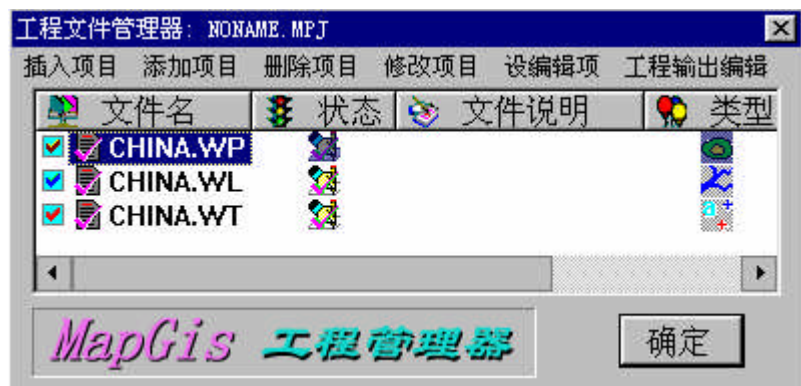 工程文件管理器: NONAME.MPJ
插入项目 添加项目 删除项目 修改项目 设编辑项 工程输出编辑
文件名 状态 文件说明 类型
CHINA.WP
CHINA.WL
CHINA.WT
MapGis 工程管理器 确定